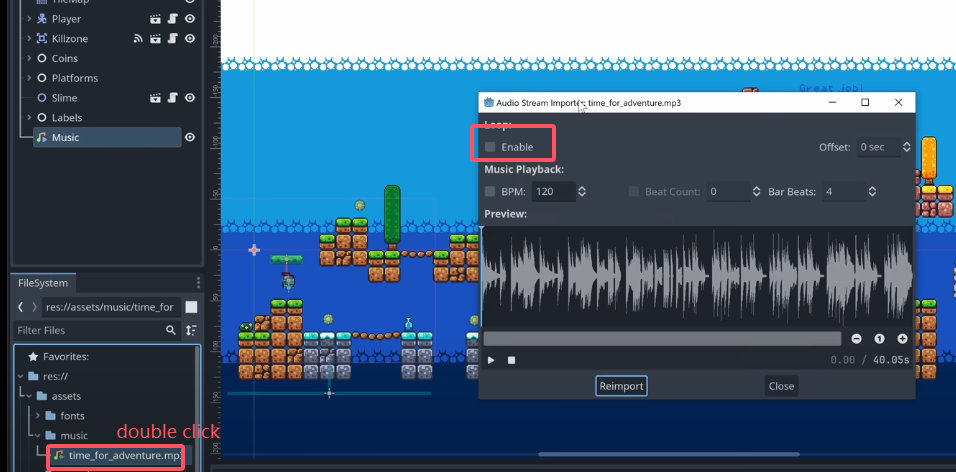 TileMap
Player
Killzone
Coins
Platforms
Slime
Labels
Music
FileSystem
res://assets/music/time_for
Filter Files
Favorites:
res://
assets
fonts
music
double click
time_for_adventure.mp3
Great job!
Audio Stream Importer: time_for_adventure.mp3
Loop:
Enable
Offset: 0 sec
Music Playback:
BPM: 120 Beat Count: 0 Bar Beats: 4
Preview:
0.00 / 40.05s
Reimport Close